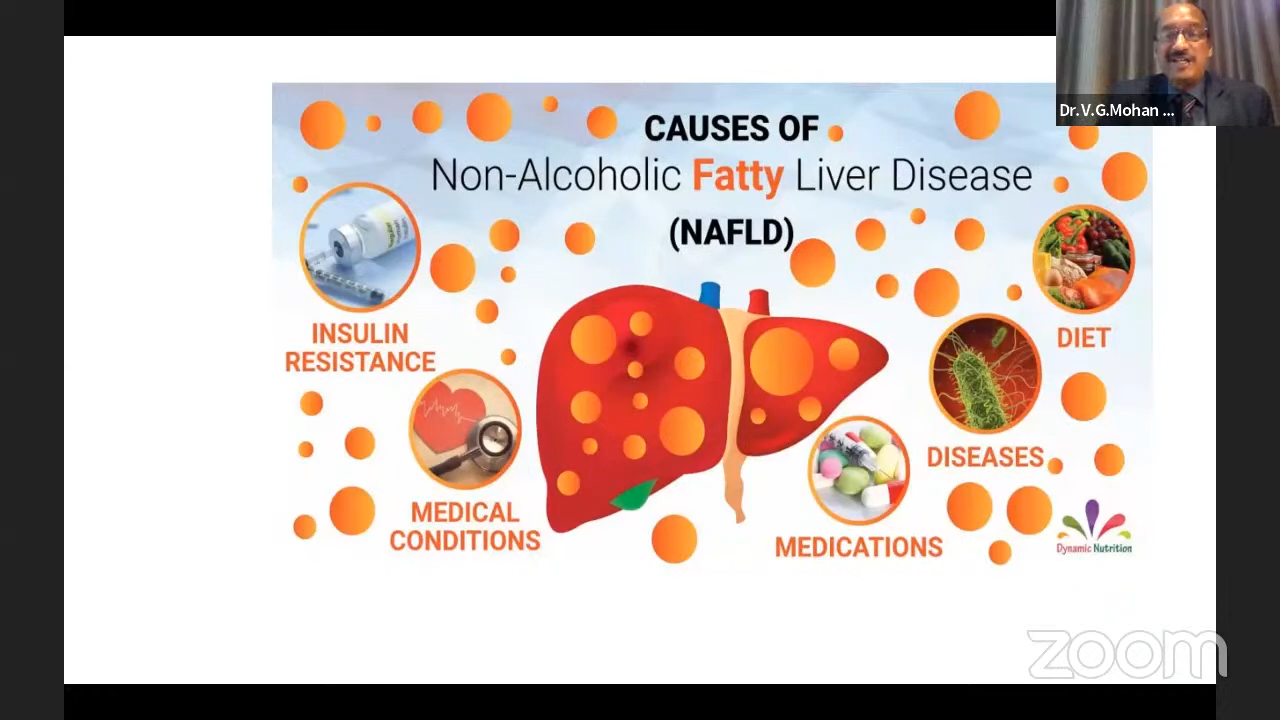 CAUSES OF
Non-Alcoholic Fatty Liver Disease
(NAFLD)
Dr.V.G.Mohan ...
INSULIN
RESISTANCE
MEDICAL
CONDITIONS
MEDICATIONS
DISEASES
DIET
Dynamic Nutrition
zoom